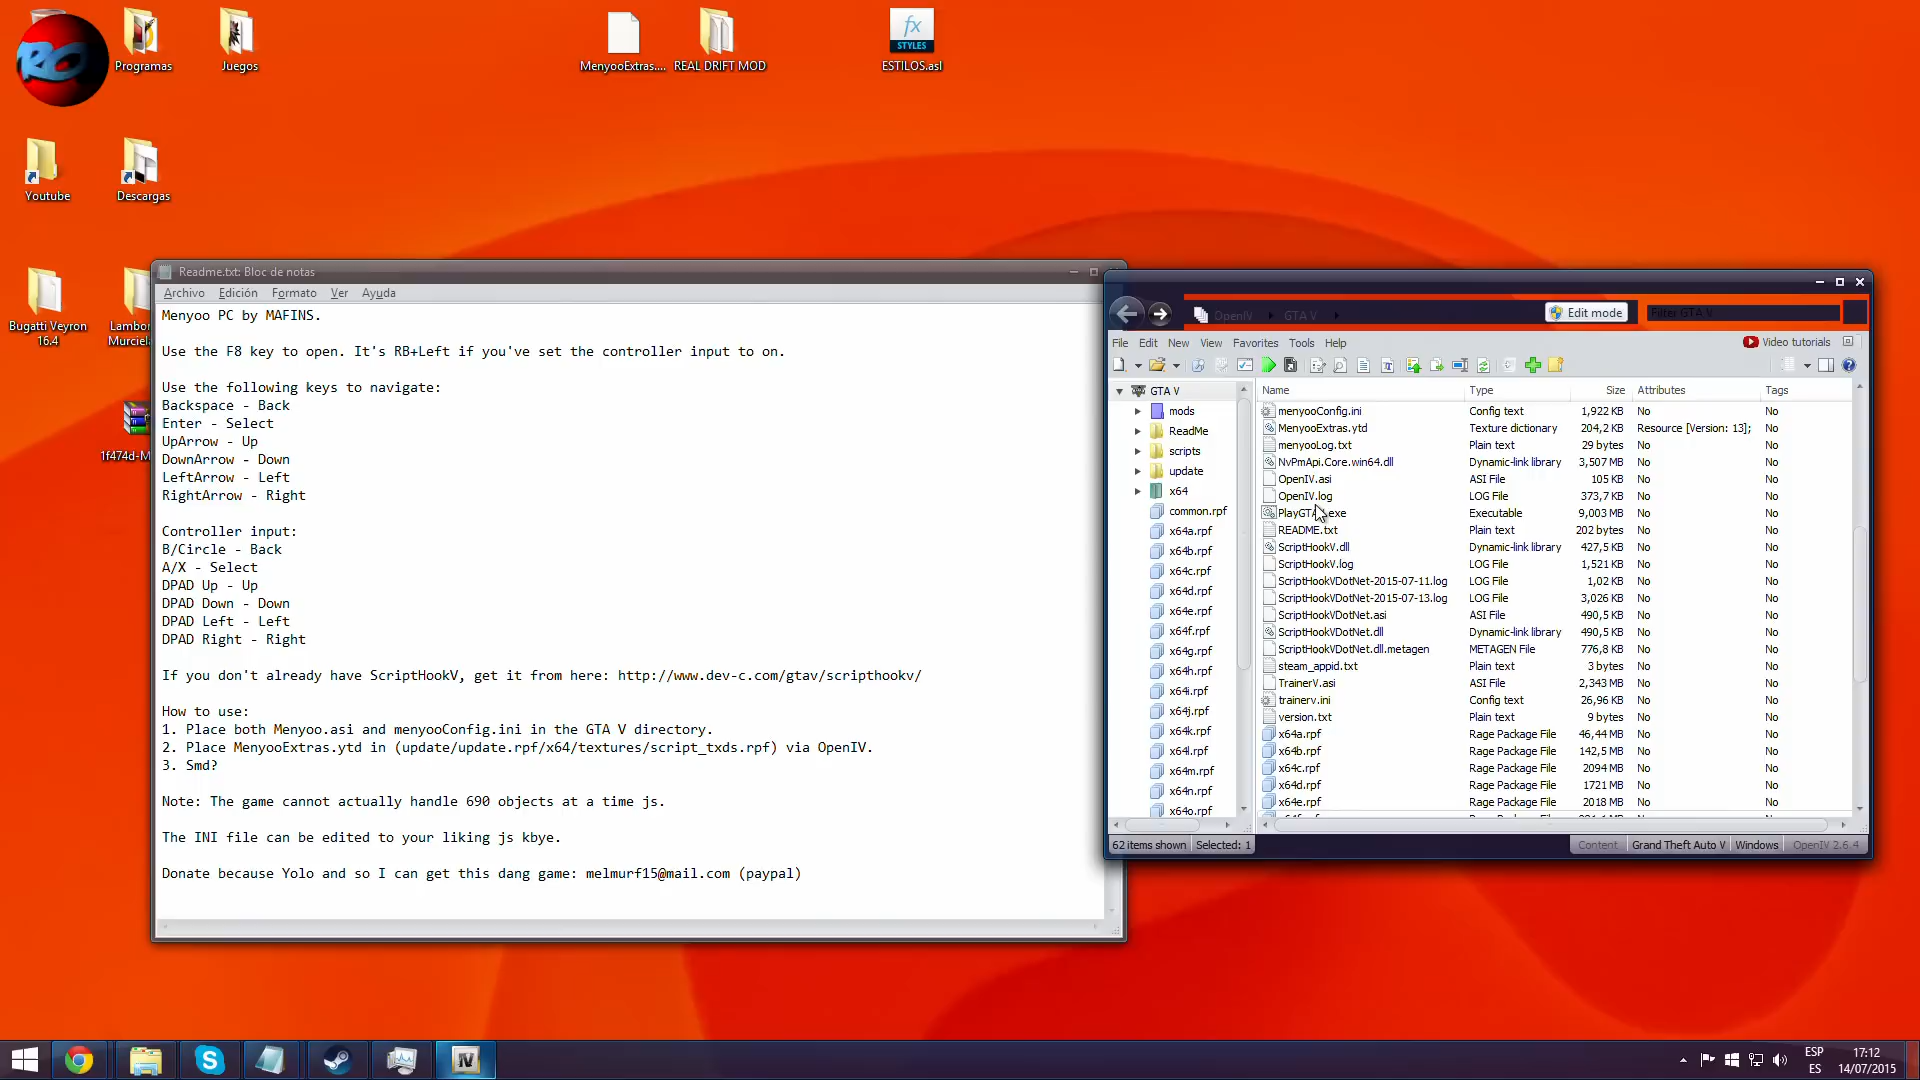 Programas
Juegos
MenyooExtras....
REAL DRIFT MOD
fx
STYLES
ESTILOS.asl
Youtube
Descargas
Bugatti Veyron
16.4
Lambor
Murciela
1f474d-M
Readme.txt: Bloc de notas
Archivo Edición Formato Ver Ayuda
Menyoo PC by MAFINS.
Use the F8 key to open. It's RB+Left if you've set the controller input to on.
Use the following keys to navigate:
Backspace - Back
Enter - Select
UpArrow - Up
DownArrow - Down
LeftArrow - Left
RightArrow - Right
Controller input:
B/Circle - Back
A/X - Select
DPAD Up - Up
DPAD Down - Down
DPAD Left - Left
DPAD Right - Right
If you don't already have ScriptHookV, get it from here: http://www.dev-c.com/gtav/scripthookv/
How to use:
1. Place both Menyoo.asi and menyooConfig.ini in the GTA V directory.
2. Place MenyooExtras.ytd in (update/update.rpf/x64/textures/script_txds.rpf) via OpenIV.
3. Smd?
Note: The game cannot actually handle 690 objects at a time js.
The INI file can be edited to your liking js kbye.
Donate because Yolo and so I can get this dang game: melmurf15@mail.com (paypal)
OpenIV GTA V
Edit mode
Filter GTA V
File Edit New View Favorites Tools Help
Video tutorials
GTA V
mods
ReadMe
scripts
update
x64
common.rpf
x64a.rpf
x64b.rpf
x64c.rpf
x64d.rpf
x64e.rpf
x64f.rpf
x64g.rpf
x64h.rpf
x64i.rpf
x64j.rpf
x64k.rpf
x64l.rpf
x64m.rpf
x64n.rpf
x64o.rpf
Name Type Size Attributes Tags
menyooConfig.ini Config text 1,922 KB No No
MenyooExtras.ytd Texture dictionary 204,2 KB Resource [Version: 13]; No
menyooLog.txt Plain text 29 bytes No No
NvPmApi.Core.win64.dll Dynamic-link library 3,507 MB No No
OpenIV.asi ASI File 105 KB No No
OpenIV.log LOG File 373,7 KB No No
PlayGTA .exe Executable 9,003 MB No No
README.txt Plain text 202 bytes No No
ScriptHookV.dll Dynamic-link library 427,5 KB No No
ScriptHookV.log LOG File 1,521 KB No No
ScriptHookVDotNet-2015-07-11.log LOG File 1,02 KB No No
ScriptHookVDotNet-2015-07-13.log LOG File 3,026 KB No No
ScriptHookVDotNet.asi ASI File 490,5 KB No No
ScriptHookVDotNet.dll Dynamic-link library 490,5 KB No No
ScriptHookVDotNet.dll.metagen METAGEN File 776,8 KB No No
steam_appid.txt Plain text 3 bytes No No
TrainerV.asi ASI File 2,343 MB No No
trainerv.ini Config text 26,96 KB No No
version.txt Plain text 9 bytes No No
x64a.rpf Rage Package File 46,44 MB No No
x64b.rpf Rage Package File 142,5 MB No No
x64c.rpf Rage Package File 2094 MB No No
x64d.rpf Rage Package File 1721 MB No No
x64e.rpf Rage Package File 2018 MB No No
62 items shown Selected: 1
Content Grand Theft Auto V Windows OpenIV 2.6.4
ESP
ES
17:12
14/07/2015